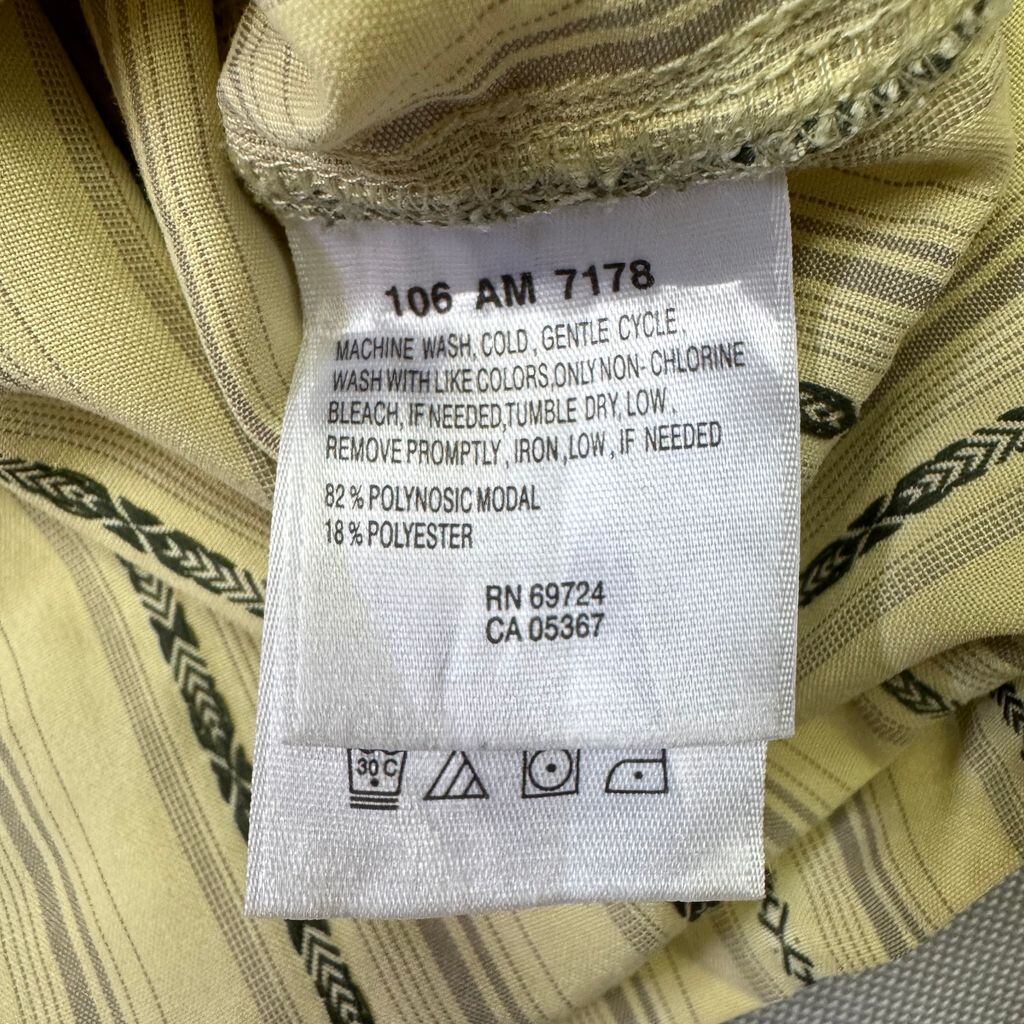 106 AM 7178
MACHINE WASH, COLD, GENTLE CYCLE,
WASH WITH LIKE COLORS.ONLY NON-CHLORINE
BLEACH, IF NEEDED,TUMBLE DRY, LOW.
REMOVE PROMPTLY, IRON,LOW, IF NEEDED
82 % POLYNOSIC MODAL
18 % POLYESTER
RN 69724
CA 05367
30 C